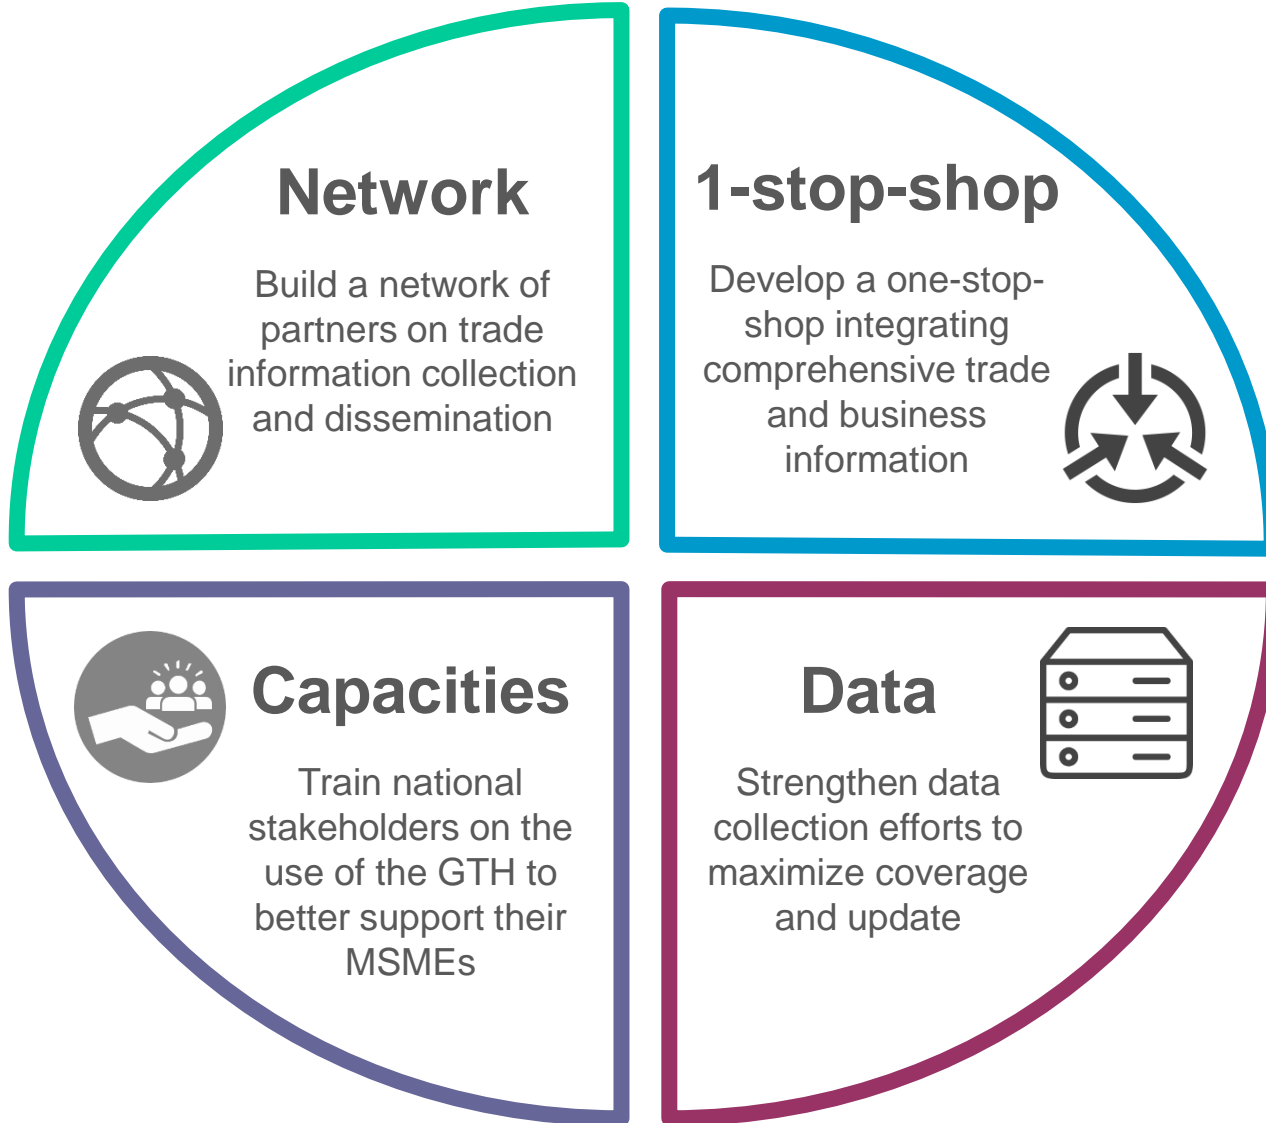 Network
Build a network of
partners on trade
information collection
and dissemination
1-stop-shop
Develop a one-stop-
shop integrating
comprehensive trade
and business
information
Capacities
Train national
stakeholders on the
use of the GTH to
better support their
MSMEs
Data
Strengthen data
collection efforts to
maximize coverage
and update